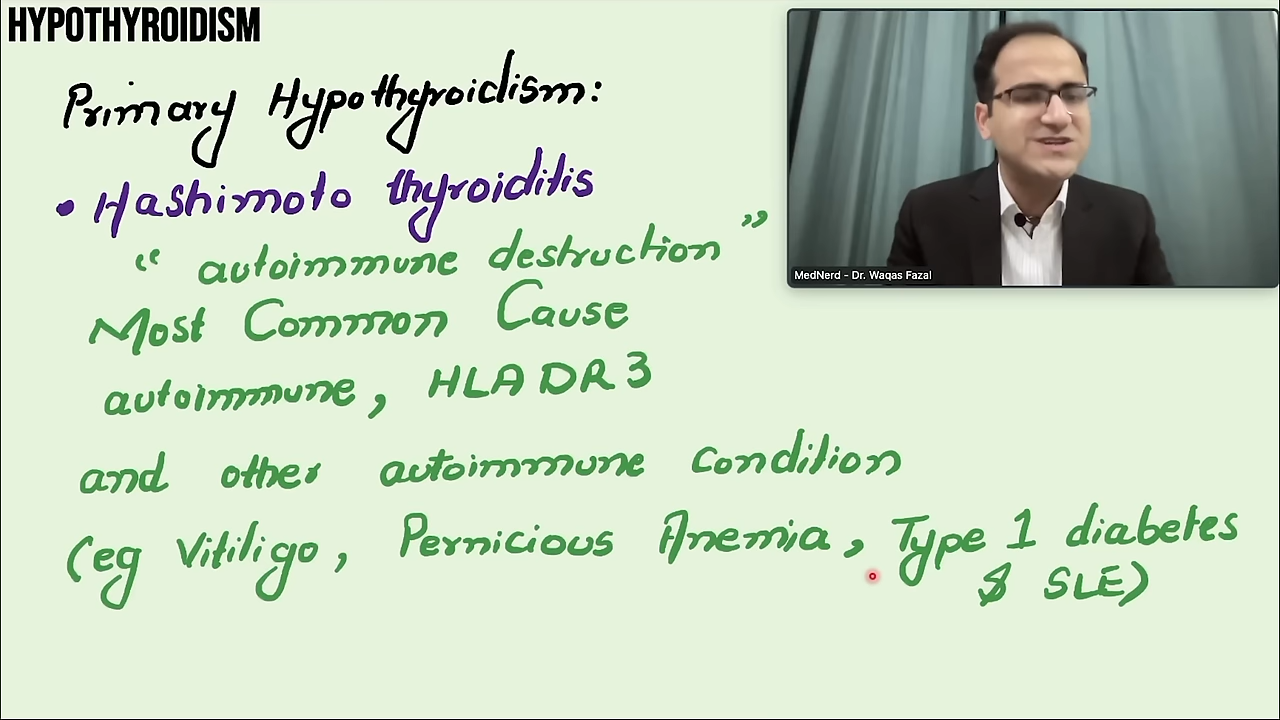 HYPOTHYROIDISM
Primary Hypothyroidism:
• Hashimoto thyroiditis
“ autoimmune destruction ”
Most Common Cause
autoimmune, HLA DR3
and other autoimmune condition
(eg Vitiligo, Pernicious Anemia, Type 1 diabetes
& SLE)
MedNerd - Dr. Waqas Fazal